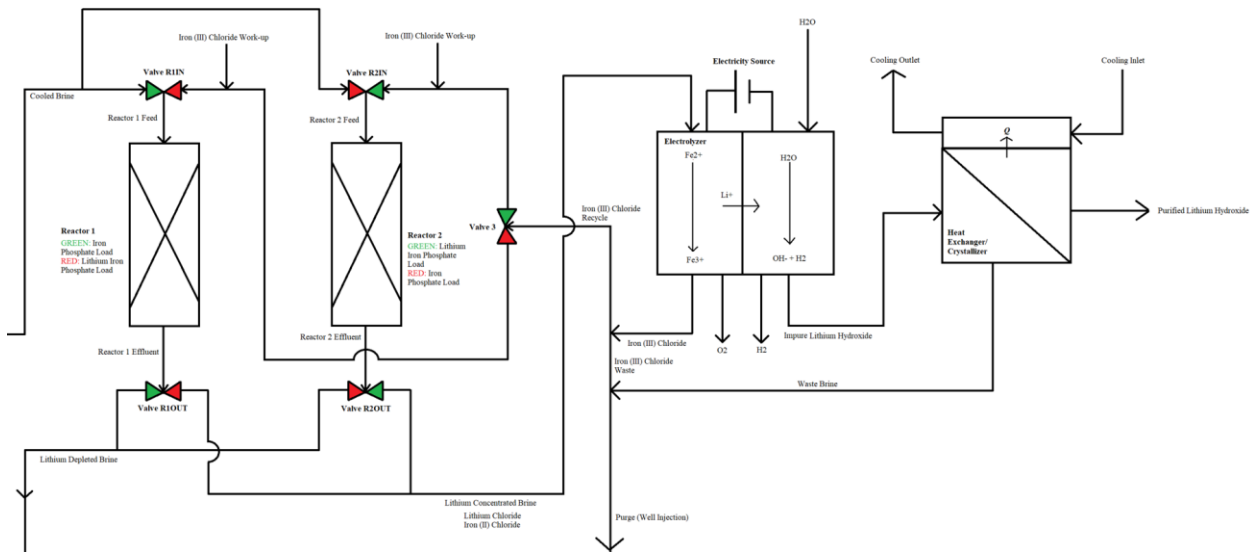 H2O
Iron (III) Chloride Work-up
Iron (III) Chloride Work-up
Electricity Source
Cooling Outlet
Cooling Inlet
Valve R1IN
Valve R2IN
Cooled Brine
Reactor 1 Feed
Reactor 2 Feed
Electrolyzer
Fe2+
H2O
Li+
Fe3+
OH- + H2
Q
Iron (III) Chloride
Recycle
Purified Lithium Hydroxide
Valve 3
Reactor 1
GREEN: Iron
Phosphate Load
RED: Lithium Iron
Phosphate Load
Reactor 2
GREEN: Lithium
Iron Phosphate
Load
RED: Iron
Phosphate Load
Heat
Exchanger/
Crystallizer
Reactor 1 Effluent
Reactor 2 Effluent
Iron (III) Chloride
O2
H2
Impure Lithium Hydroxide
Iron (III) Chloride
Waste
Waste Brine
Valve R1OUT
Valve R2OUT
Lithium Depleted Brine
Lithium Concentrated Brine
Lithium Chloride
Iron (II) Chloride
Purge (Well Injection)